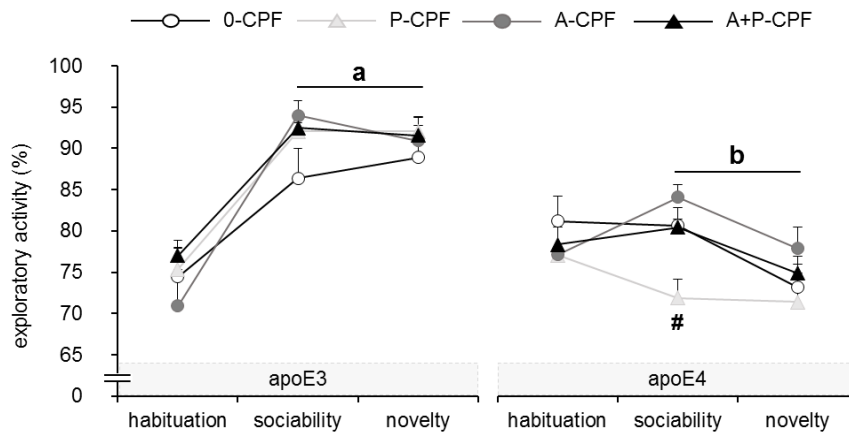 0-CPF P-CPF A-CPF A+P-CPF
100
95
90
85
80
75
70
65
0
exploratory activity (%)
a
b
#
apoE3 apoE4
habituation sociability novelty habituation sociability novelty